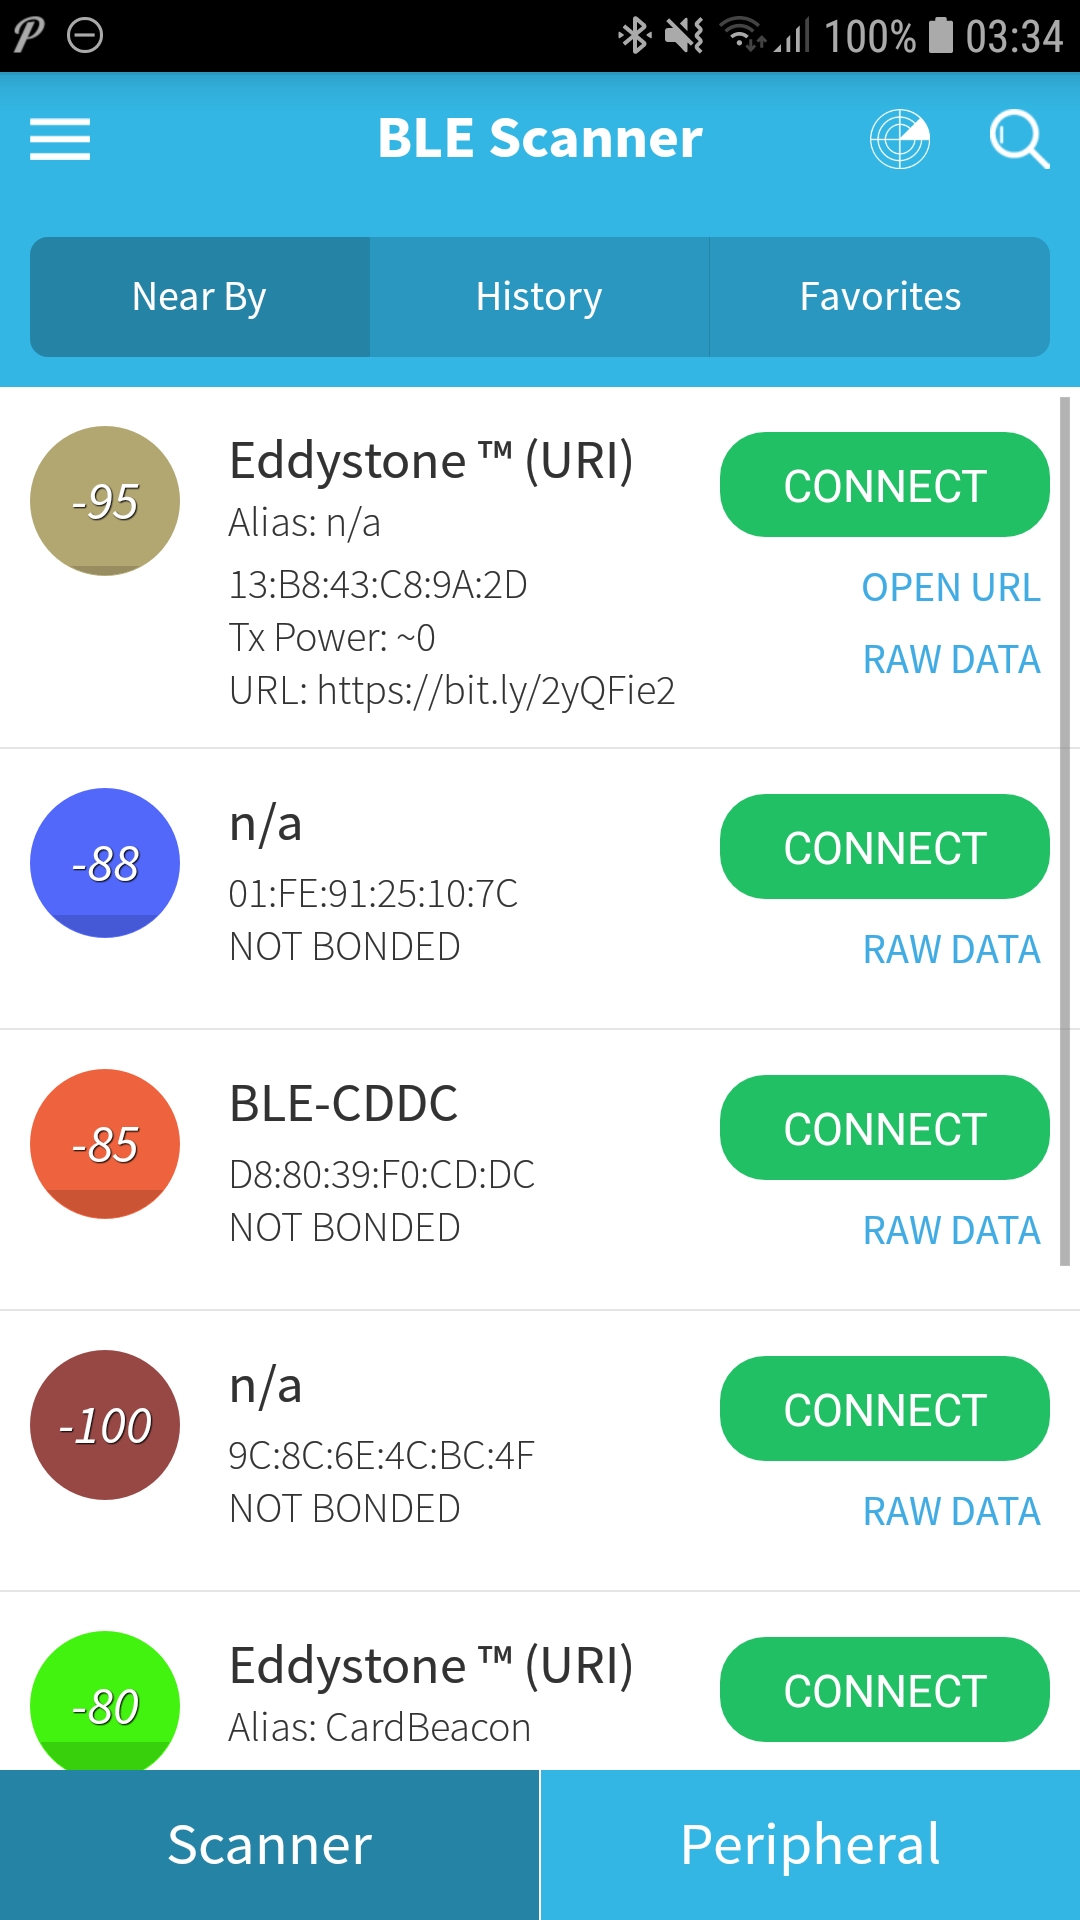 100% 03:34
BLE Scanner
Near By History Favorites
-95
Eddystone ™ (URI)
CONNECT
Alias: n/a
13:B8:43:C8:9A:2D
OPEN URL
Tx Power: ~0
RAW DATA
URL: https://bit.ly/2yQFie2
-88
n/a
CONNECT
01:FE:91:25:10:7C
NOT BONDED
RAW DATA
-85
BLE-CDDC
CONNECT
D8:80:39:F0:CD:DC
NOT BONDED
RAW DATA
-100
n/a
CONNECT
9C:8C:6E:4C:BC:4F
NOT BONDED
RAW DATA
-80
Eddystone ™ (URI)
CONNECT
Alias: CardBeacon
Scanner Peripheral